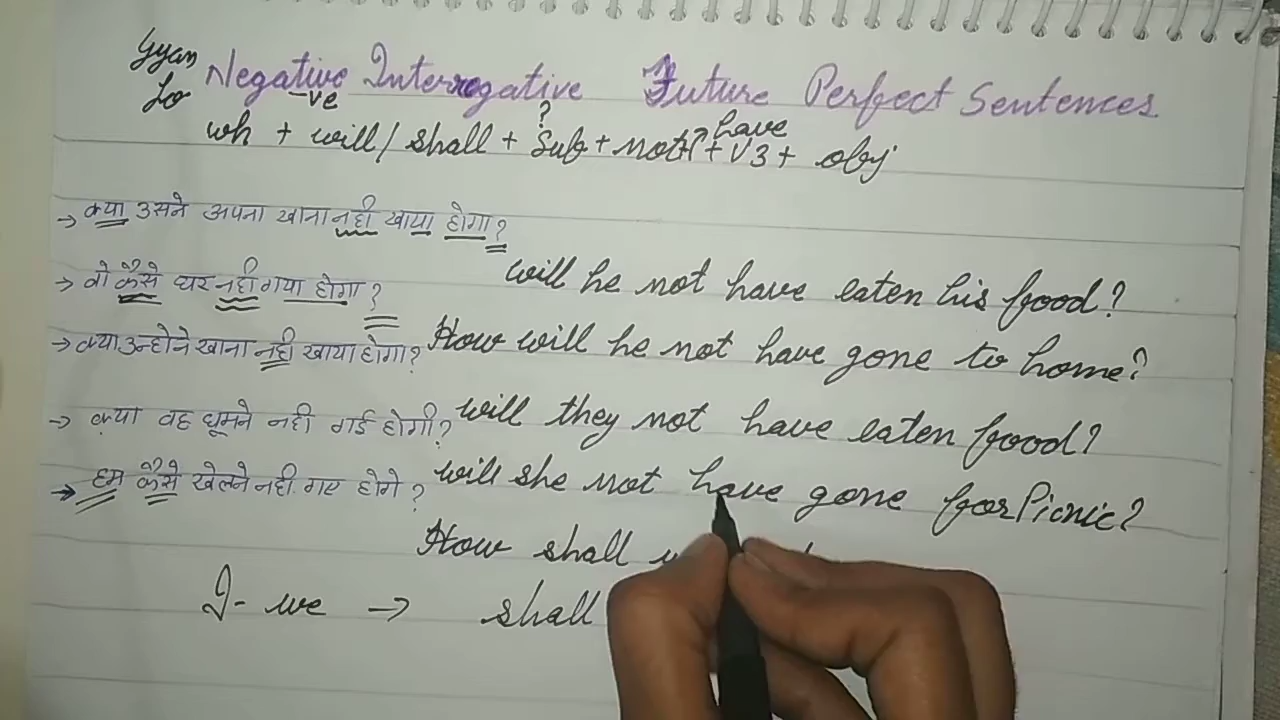 Gyan
Negative Interrogative Future Perfect Sentences
-ve ?
have
wh + will / shall + Sub + not + V3 + obj
→ क्या उसने अपना खाना नही खाया होगा?
will he not have eaten his food?
→ वो कैसे घर नही गया होगा?
How will he not have gone to home?
→ क्या उन्होने खाना नही खाया होगा?
will they not have eaten food?
→ क्या वह घूमने नही गई होगी?
will she not have gone for Picnic?
→ हम कैसे खेलने नही गए होगे?
How shall
I - we → shall